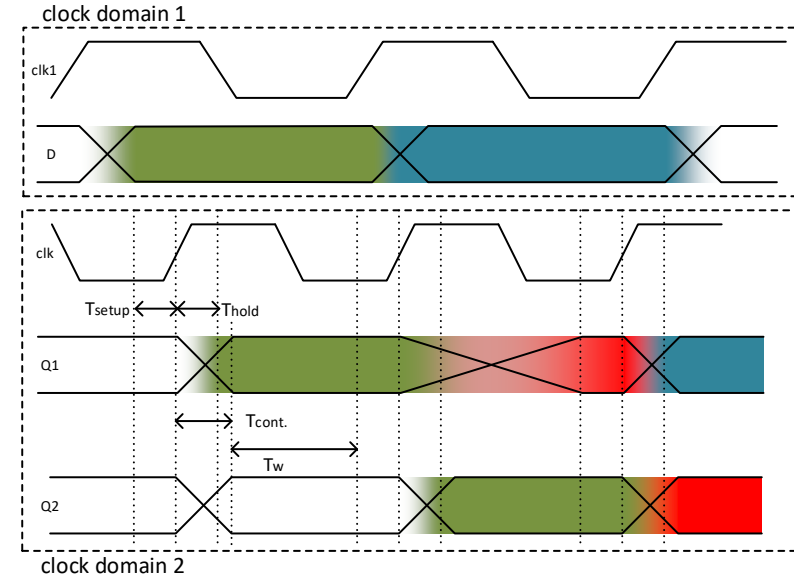 clock domain 1
clk1
D
clk
Tsetup
Thold
Q1
Tcont.
Tw
Q2
clock domain 2